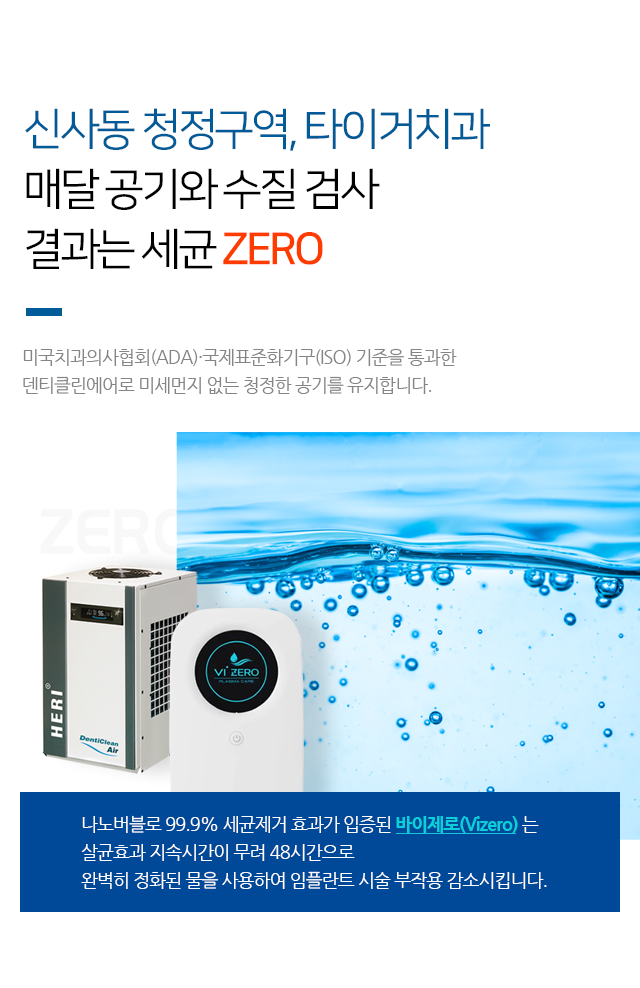 신사동 청정구역, 타이거치과
매달 공기와 수질 검사
결과는 세균 ZERO
미국치과의사협회(ADA)·국제표준화기구(ISO) 기준을 통과한
덴티클린에어로 미세먼지 없는 청정한 공기를 유지합니다.
ZERO
HERI®
DentiClean
Air
Vi ZERO
PLASMA CARE
나노버블로 99.9% 세균제거 효과가 입증된 바이제로(Vizero) 는
살균효과 지속시간이 무려 48시간으로
완벽히 정화된 물을 사용하여 임플란트 시술 부작용 감소시킵니다.